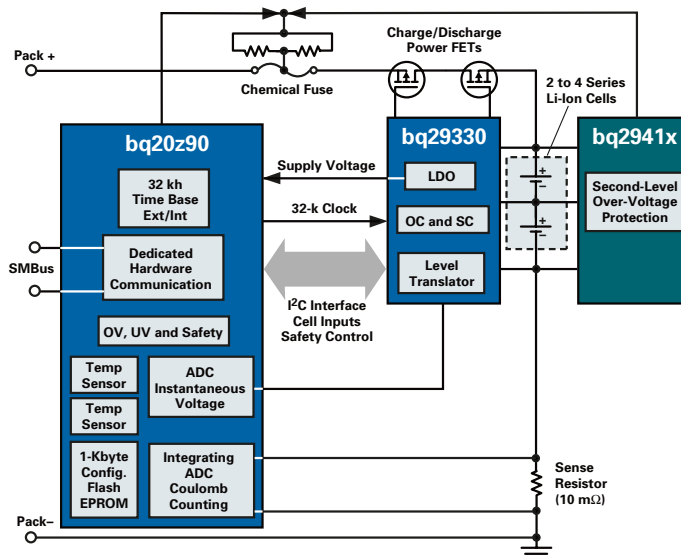 Charge/Discharge
Power FETs
Pack +
Chemical Fuse
2 to 4 Series
Li-Ion Cells
bq20z90
bq29330
bq2941x
32 kh
Time Base
Ext/Int
Supply Voltage
LDO
Second-Level
Over-Voltage
Protection
32-k Clock
OC and SC
SMBus
Dedicated
Hardware
Communication
Level
Translator
I²C Interface
Cell Inputs
Safety Control
OV, UV and Safety
Temp
Sensor
ADC
Instantaneous
Voltage
Temp
Sensor
1-Kbyte
Config.
Flash
EPROM
Integrating
ADC
Coulomb
Counting
Sense
Resistor
(10 mΩ)
Pack–
+
–
+
–